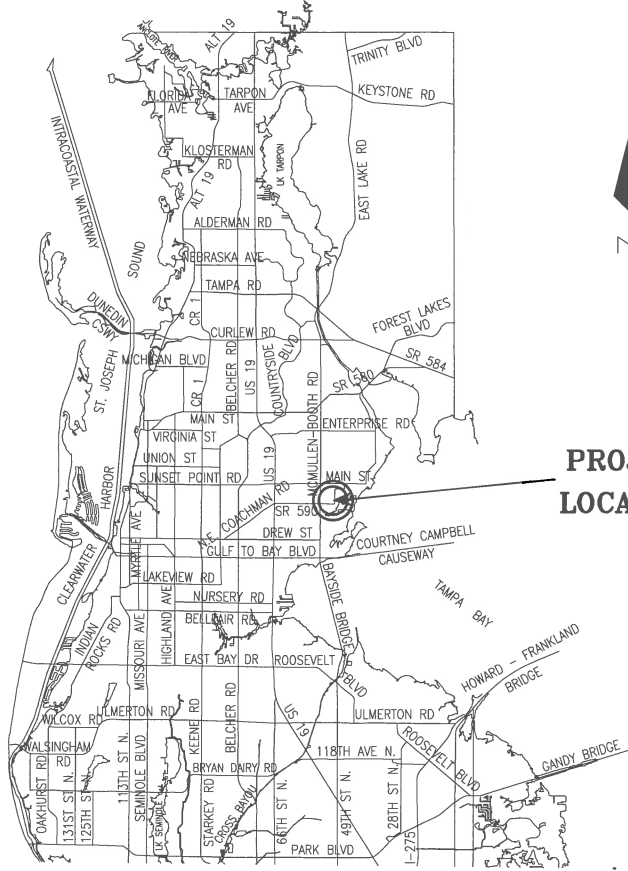 ALT 19
ANCLOTE RIVER
TRINITY BLVD
FLORIDA AVE
TARPON AVE
KEYSTONE RD
INTRACOASTAL WATERWAY
KLOSTERMAN RD
LK TARPON
EAST LAKE RD
ALT 19
ALDERMAN RD
SOUND
NEBRASKA AVE
TAMPA RD
DUNEDIN CSWY
CR 1
FOREST LAKES BLVD
CURLEW RD
COUNTRYSIDE BLVD
SR 584
MICHIGAN BLVD
ST. JOSEPH
BELCHER RD
US 19
SR 580
CR 1
MCMULLEN-BOOTH RD
MAIN ST
ENTERPRISE RD
VIRGINIA ST
UNION ST
US 19
SUNSET POINT RD
MAIN ST
PROJ
LOCA
HARBOR
N.E. COACHMAN RD
SR 590
DREW ST
COURTNEY CAMPBELL CAUSEWAY
MYRTLE AVE
GULF TO BAY BLVD
CLEARWATER
LAKEVIEW RD
BAYSIDE BRIDGE
TAMPA BAY
NURSERY RD
HIGHLAND AVE
BELLEAIR RD
INDIAN ROCKS RD
MISSOURI AVE
EAST BAY DR
ROOSEVELT BLVD
HOWARD - FRANKLAND BRIDGE
WILCOX RD
ULMERTON RD
KEENE RD
BELCHER RD
US 19
ULMERTON RD
WALSINGHAM RD
ROOSEVELT BLVD
118TH AVE N.
GANDY BRIDGE
BRYAN DAIRY RD
OAKHURST RD
131ST ST N.
125TH ST
113TH ST N.
SEMINOLE BLVD
LK SEMINOLE
STARKEY RD
CROSS BAYOU
66TH ST N.
49TH ST N.
28TH ST N.
I-275
PARK BLVD